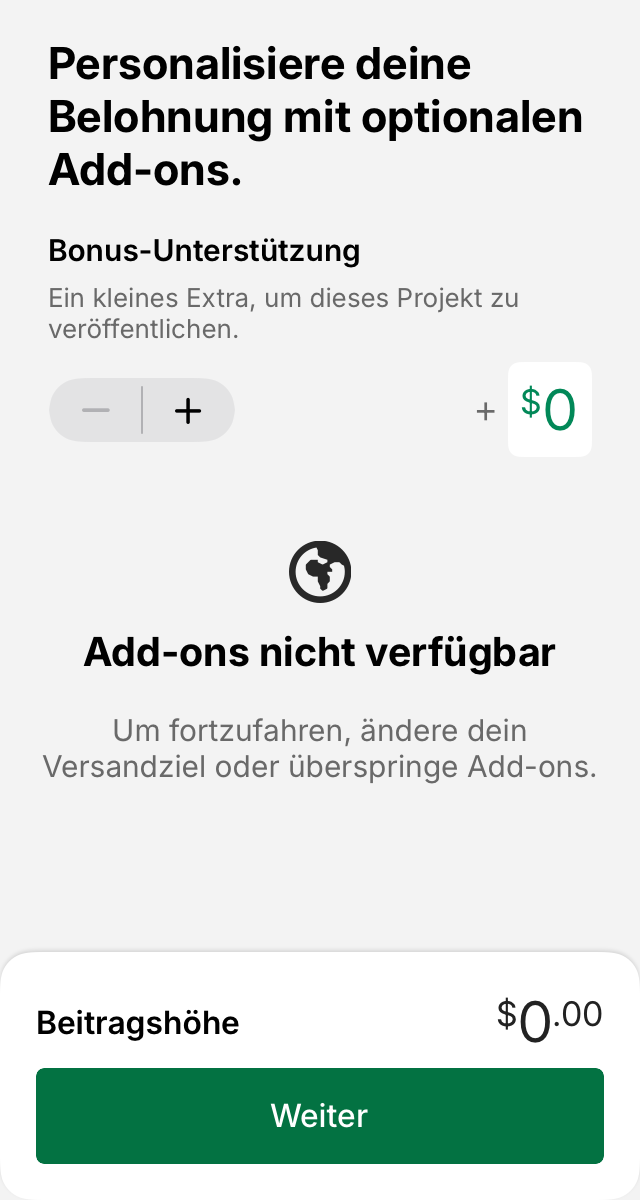 Personalisiere deine
Belohnung mit optionalen
Add-ons.
Bonus-Unterstützung
Ein kleines Extra, um dieses Projekt zu
veröffentlichen.
+ $0
Add-ons nicht verfügbar
Um fortzufahren, ändere dein
Versandziel oder überspringe Add-ons.
Beitragshöhe $0.00
Weiter